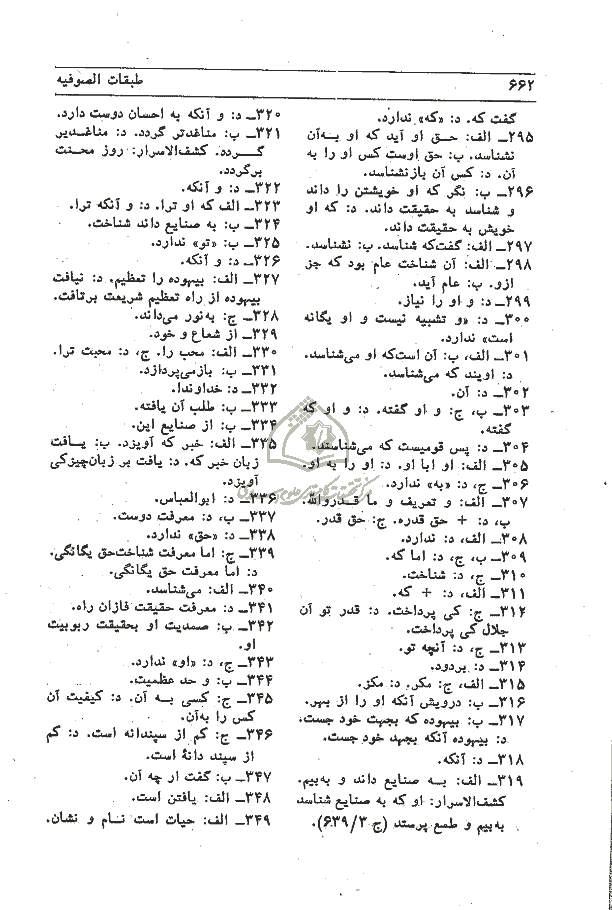 ۶۶۲
طبقات الصوفیه
گفت که. د: «که» ندارد.
۲۹۵ـ الف: حق او آید که او به‌آن
نشناسد. ب: حق اوست کس او را به
آن. د: کس آن بازنشناسد.
۲۹۶ـ ب: نگر که او خویشتن را داند
و شناسد به حقیقت داند. د: که او
خویش به حقیقت داند.
۲۹۷ـ الف: گفت‌که شناسد. ب: نشناسد.
۲۹۸ـ الف: آن شناخت عام بود که جز
ازو. ب: عام آید.
۲۹۹ـ د: و او را نیاز.
۳۰۰ـ د: «و تشبیه نیست و او یگانه
است» ندارد.
۳۰۱ـ الف، ب: آن است‌که او می‌شناسد.
د: اویند که می‌شناسد.
۳۰۲ـ د: آن.
۳۰۳ـ ب، ج: و او گفته. د: و او که
گفته.
۳۰۴ـ د: پس قومیست که می‌شناسند.
۳۰۵ـ الف: او ابا او. د: او را به او.
۳۰۶ـ ج، د: «به» ندارد.
۳۰۷ـ الف: و تعریف و ما قدروالله.
ب، د: + حق قدره. ج: حق قدر.
۳۰۸ـ الف، د: ندارد.
۳۰۹ـ ب، ج، د: اما که.
۳۱۰ـ ج، د: شناخت.
۳۱۱ـ الف، د: + که.
۳۱۲ـ ج: کی پرداخت. د: قدر تو آن
جلال کی پرداخت.
۳۱۳ـ ج، د: آنچه تو.
۳۱۴ـ د: بردود.
۳۱۵ـ الف، ج: مکن. د: مکز.
۳۱۶ـ ب: درویش آنکه او را از بهر.
۳۱۷ـ ب: بیهوده که بجهت خود جست،
د: بیهوده آنکه بجهد خود جست.
۳۱۸ـ د: آنکه.
۳۱۹ـ الف: بـه صنایع داند و به‌بیم.
کشف‌الاسرار: او که به صنایع شناسد
به‌بیم و طمع پرستد (ج ۶۳۹/۳).
۳۲۰ـ د: و آنکه به احسان دوست دارد.
۳۲۱ـ ب: مناغدتر گردد. د: مناغدیر
گـردد. کشف‌الاسرار: روز محنت
برگردد.
۳۲۲ـ د: و آنکه.
۳۲۳ـ الف که او ترا. د: و آنکه ترا.
۳۲۴ـ ب: به صنایع داند شناخت.
۳۲۵ـ ب: «تو» ندارد.
۳۲۶ـ د: و آنکه.
۳۲۷ـ الف: بیهوده را تعظیم. د: نیافت
بیهوده از راه تعظیم شریعت برتافت.
۳۲۸ـ ج: به‌نور می‌داند.
۳۲۹ـ از شعاع و خود.
۳۳۰ـ الف: محب را. ج، د: محبت ترا.
۳۳۱ـ ب: بازمی‌پردازد.
۳۳۲ـ د: خداوندا.
۳۳۳ـ ب: طلب آن یافته.
۳۳۴ـ ب: از صنایع این.
۳۳۵ـ الف: خبر که آویزد. ب: یـافت
زبان خبر که. د: یافت بر زبان‌چیزکی
آویزد.
۳۳۶ـ د: ابوالعباس.
۳۳۷ـ ب، د: معرفت دوست.
۳۳۸ـ د: «حق» ندارد.
۳۳۹ـ ج: اما معرفت شناخت‌حق یگانگی.
د: اما معرفت حق یگانگی.
۳۴۰ـ الف: می‌شناسد.
۳۴۱ـ د: معرفت حقیقت فازان راه.
۳۴۲ـ ب: صمدیت او بحقیقت ربوبیت
او.
۳۴۳ـ ج، د: «او» ندارد.
۳۴۴ـ ب: و حد عظمیت.
۳۴۵ـ ج: کسی بـه آن. د: کیفیت آن
کس را به‌آن.
۳۴۶ـ ج: کم از سپندانه است. د: کم
از سپند دانهٔ است.
۳۴۷ـ ب: گفت ار چه آن.
۳۴۸ـ الف: یافتن است.
۳۴۹ـ الف: حیات است نـام و نشان.